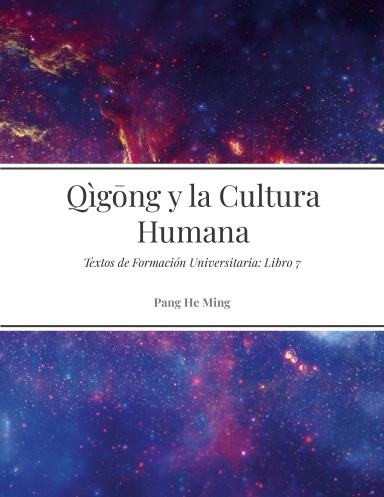 Qìgōng y la Cultura
Humana
Textos de Formación Universitaria: Libro 7
Pang He Ming